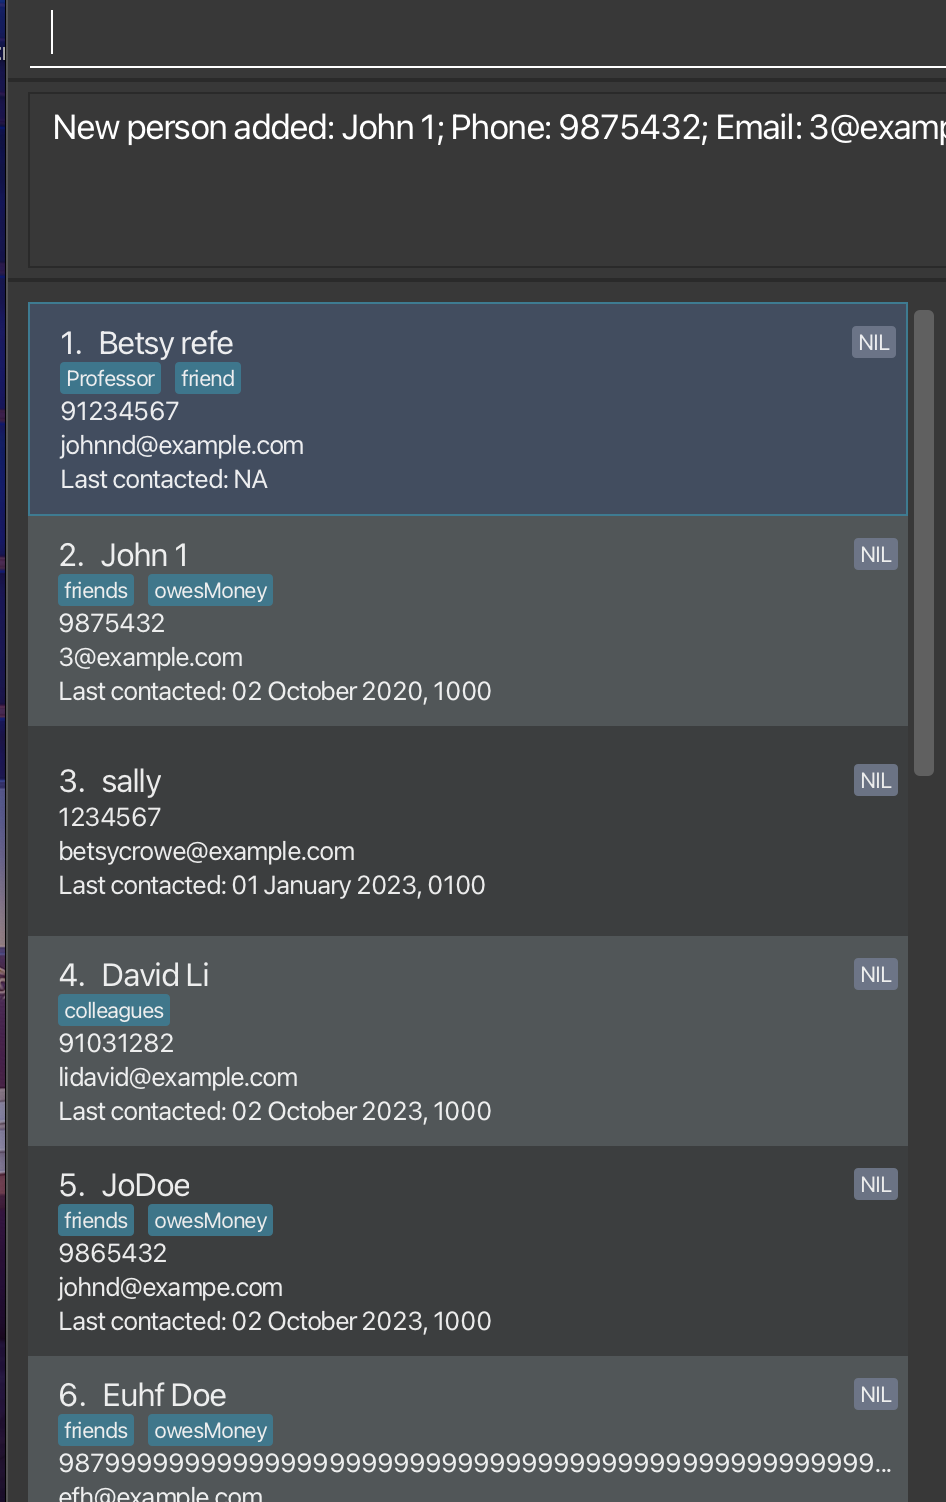 New person added: John 1; Phone: 9875432; Email: 3@examp
1. Betsy refe NIL
Professor friend
91234567
johnnd@example.com
Last contacted: NA
2. John 1 NIL
friends owesMoney
9875432
3@example.com
Last contacted: 02 October 2020, 1000
3. sally NIL
1234567
betsycrowe@example.com
Last contacted: 01 January 2023, 0100
4. David Li NIL
colleagues
91031282
lidavid@example.com
Last contacted: 02 October 2023, 1000
5. JoDoe NIL
friends owesMoney
9865432
johnd@exampe.com
Last contacted: 02 October 2023, 1000
6. Euhf Doe NIL
friends owesMoney
98799999999999999999999999999999999999999999999999999...
efh@example.com